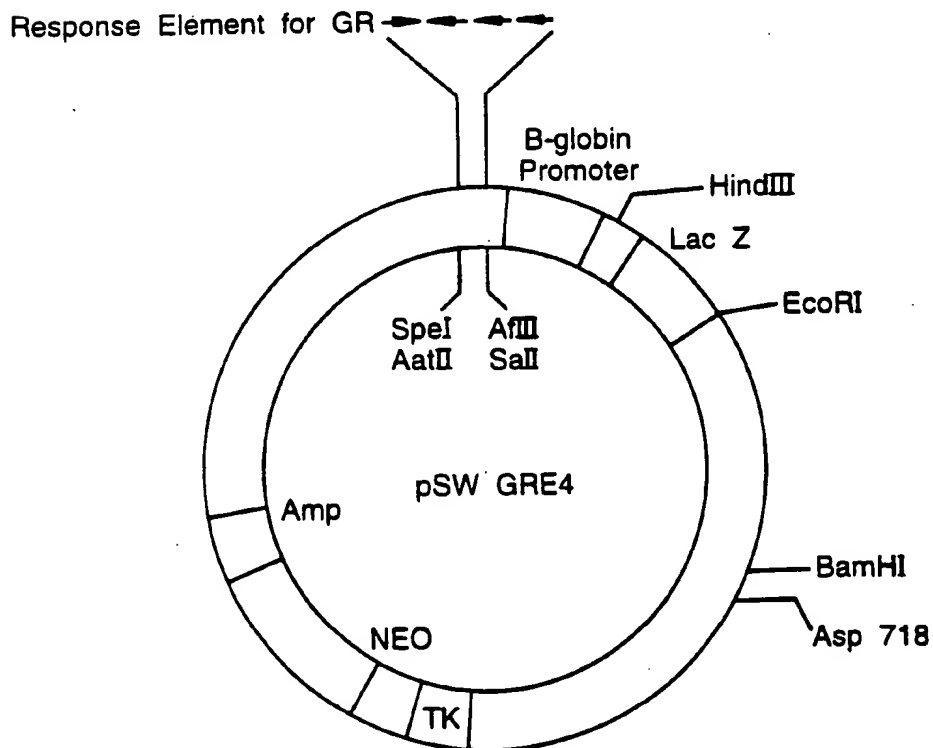 Response Element for GR
B-globin
Promoter
HindIII
Lac Z
EcoRI
SpeI AflII
AatII SalI
pSW GRE4
Amp
BamHI
Asp 718
NEO
TK